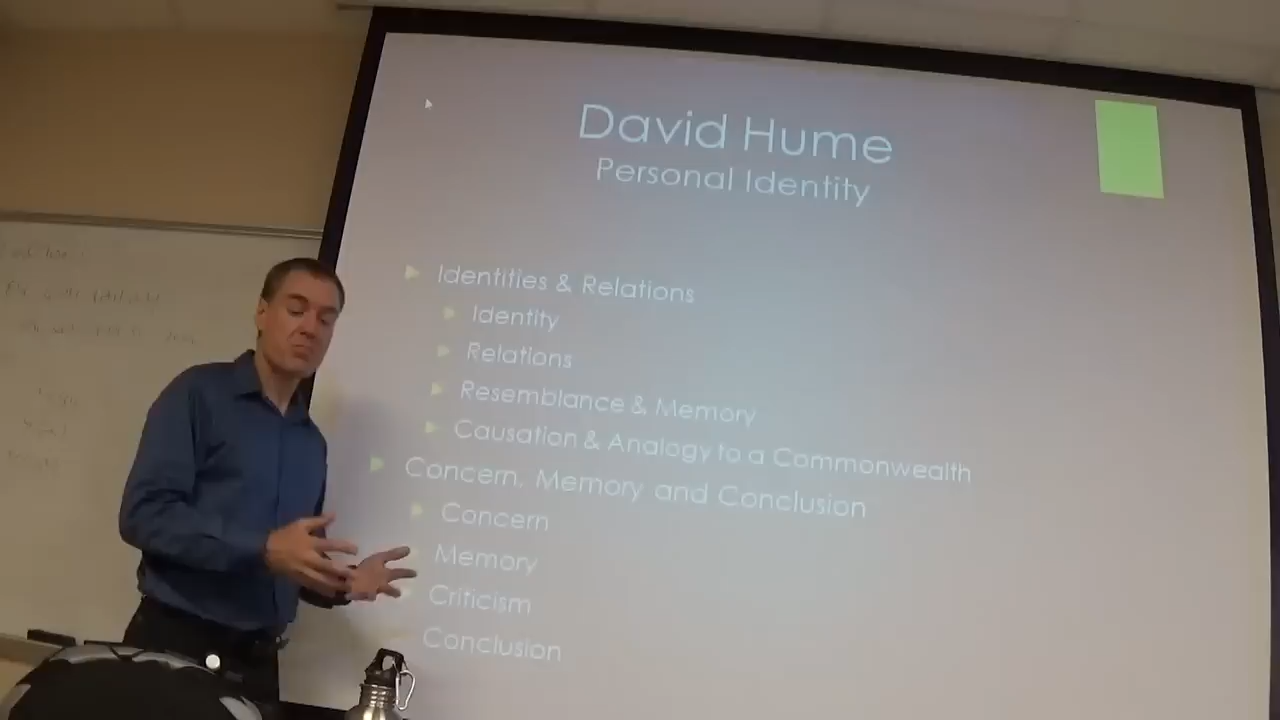 David Hume
Personal Identity
Identities & Relations
Identity
Relations
Resemblance & Memory
Causation & Analogy to a Commonwealth
Concern, Memory and Conclusion
Concern
Memory
Criticism
Conclusion